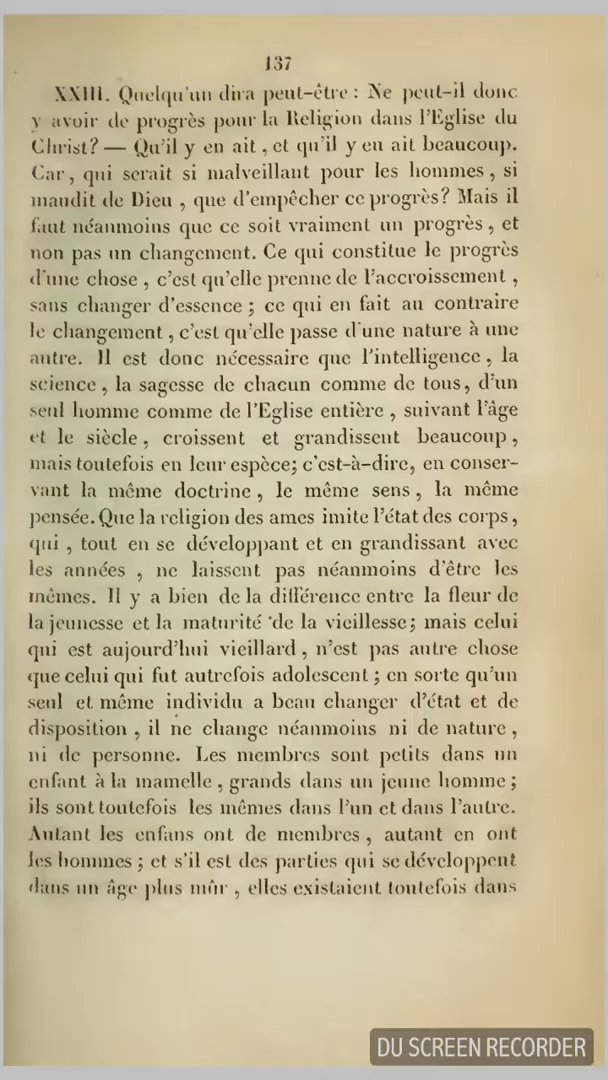 137
XXIII. Quelqu'un dira peut-être : Ne peut-il donc
y avoir de progrès pour la Religion dans l'Eglise du
Christ? — Qu'il y en ait , et qu'il y en ait beaucoup.
Car , qui serait si malveillant pour les hommes , si
maudit de Dieu , que d'empêcher ce progrès? Mais il
faut néanmoins que ce soit vraiment un progrès , et
non pas un changement. Ce qui constitue le progrès
d'une chose , c'est qu'elle prenne de l'accroissement ,
sans changer d'essence ; ce qui en fait au contraire
le changement , c'est qu'elle passe d'une nature à une
autre. Il est donc nécessaire que l'intelligence , la
science , la sagesse de chacun comme de tous , d'un
seul homme comme de l'Eglise entière , suivant l'âge
et le siècle , croissent et grandissent beaucoup ,
mais toutefois en leur espèce; c'est-à-dire, en conser-
vant la même doctrine , le même sens , la même
pensée. Que la religion des ames imite l'état des corps ,
qui , tout en se développant et en grandissant avec
les années , ne laissent pas néanmoins d'être les
mêmes. Il y a bien de la différence entre la fleur de
la jeunesse et la maturité de la vieillesse; mais celui
qui est aujourd'hui vieillard , n'est pas autre chose
que celui qui fut autrefois adolescent ; en sorte qu'un
seul et même individu a beau changer d'état et de
disposition , il ne change néanmoins ni de nature ,
ni de personne. Les membres sont petits dans un
enfant à la mamelle , grands dans un jeune homme ;
ils sont toutefois les mêmes dans l'un et dans l'autre.
Autant les enfans ont de membres , autant en ont
les hommes ; et s'il est des parties qui se développent
dans un âge plus mûr , elles existaient toutefois dans
DU SCREEN RECORDER